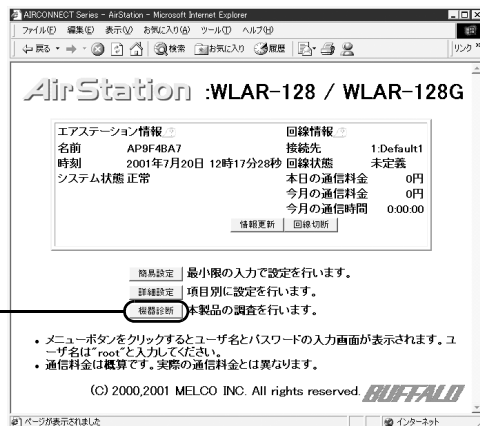 AIRCONNECT Series - AirStation - Microsoft Internet Explorer
ファイル(F) 編集(E) 表示(V) お気に入り(A) ツール(T) ヘルプ(H)
戻る 検索 お気に入り 履歴 リンク »
AirStation :WLAR-128 / WLAR-128G
エアステーション情報 回線情報
名前 AP9F4BA7 接続先 1:Default1
時刻 2001年7月20日 12時17分28秒 回線状態 未定義
システム状態 正常 本日の通信料金 0円
今月の通信料金 0円
今月の通信時間 0:00:00
情報更新 回線切断
簡易設定 最小限の入力で設定を行います。
詳細設定 項目別に設定を行います。
機器診断 本製品の調査を行います。
• メニューボタンをクリックするとユーザ名とパスワードの入力画面が表示されます。ユ
ーザ名は"root"と入力してください。
• 通信料金は概算です。実際の通信料金とは異なります。
(C) 2000,2001 MELCO INC. All rights reserved. BUFFALO
ページが表示されました インターネット